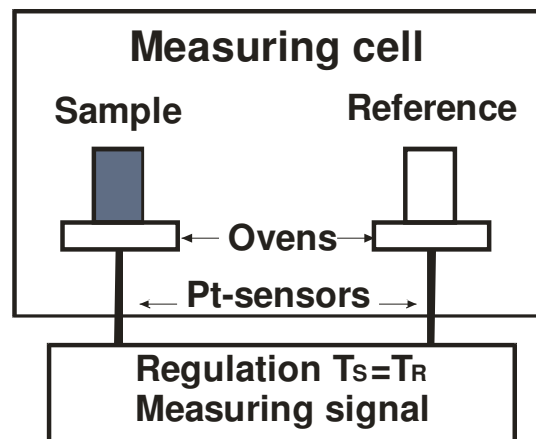 Measuring cell
Sample Reference
Ovens
Pt-sensors
Regulation TS=TR
Measuring signal